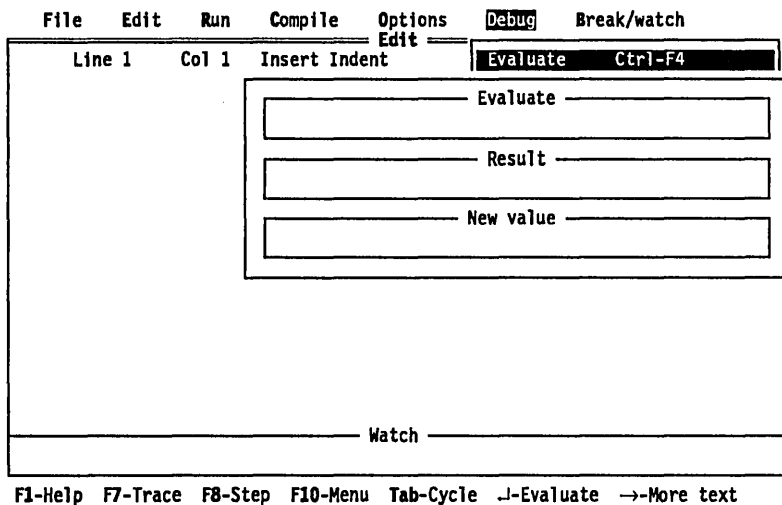 File Edit Run Compile Options Debug Break/watch
Edit
Line 1 Col 1 Insert Indent Evaluate Ctrl-F4
Evaluate
Result
New value
Watch
F1-Help F7-Trace F8-Step F10-Menu Tab-Cycle ↵-Evaluate →-More text